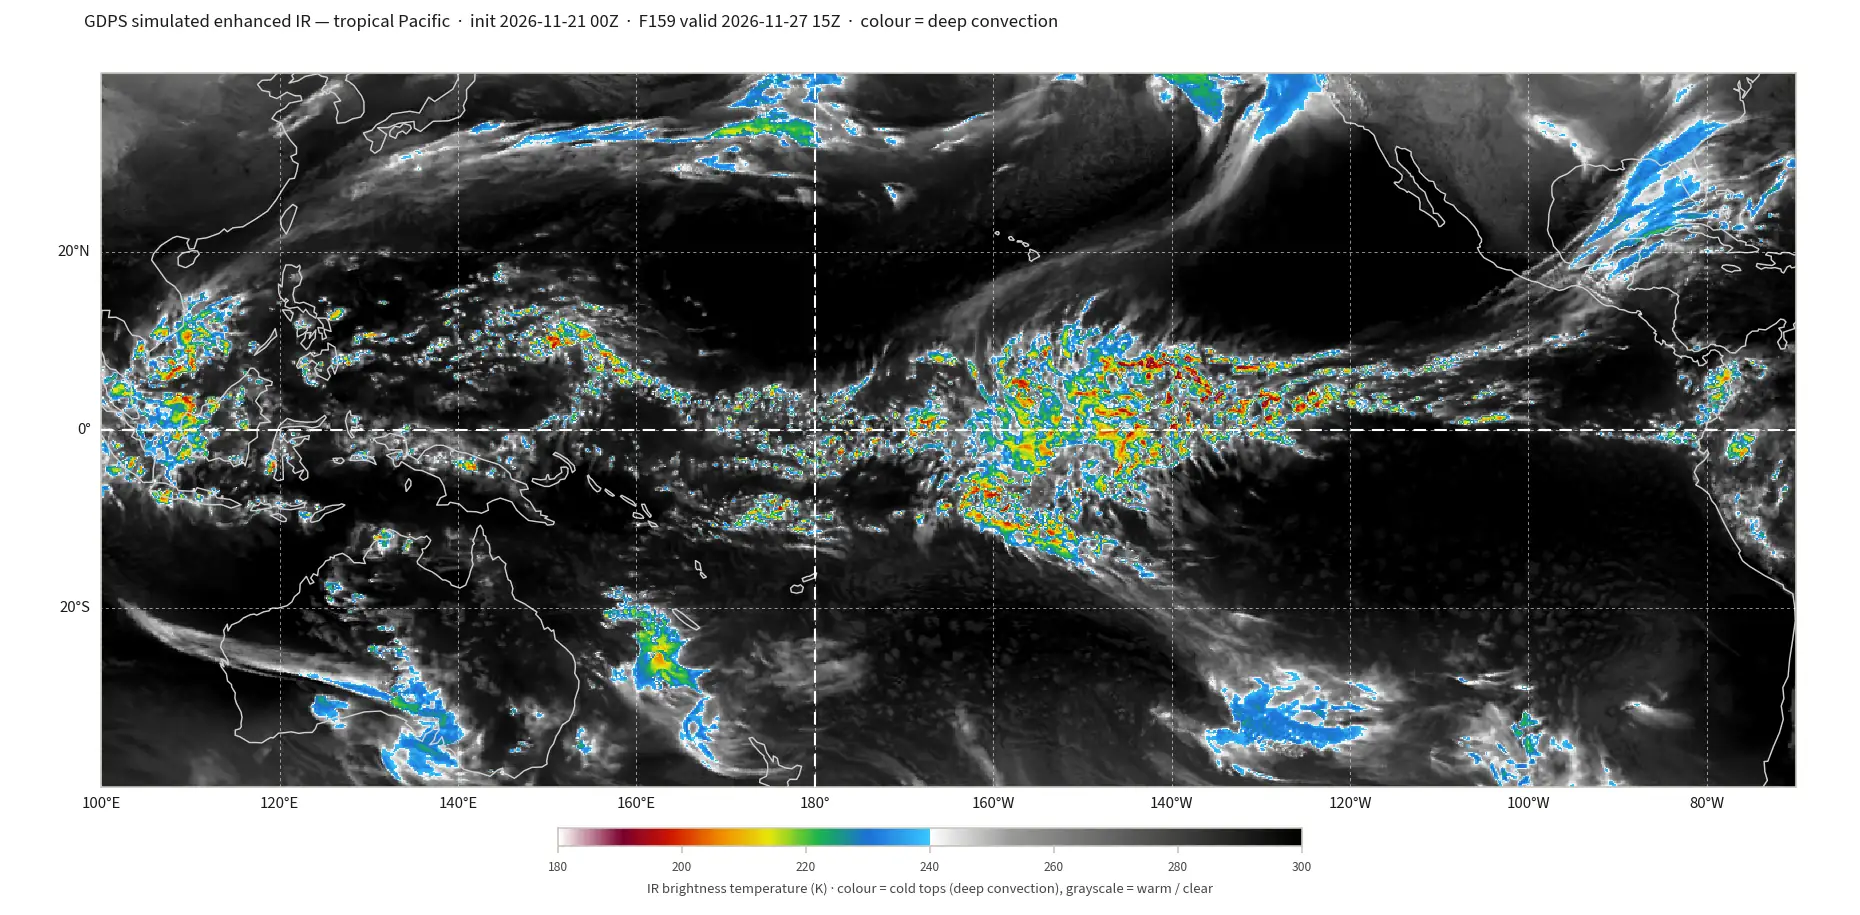 GDPS simulated enhanced IR — tropical Pacific · init 2026-11-21 00Z · F159 valid 2026-11-27 15Z · colour = deep convection
20°N
0°
20°S
100°E 120°E 140°E 160°E 180° 160°W 140°W 120°W 100°W 80°W
180 200 220 240 260 280 300
IR brightness temperature (K) · colour = cold tops (deep convection), grayscale = warm / clear